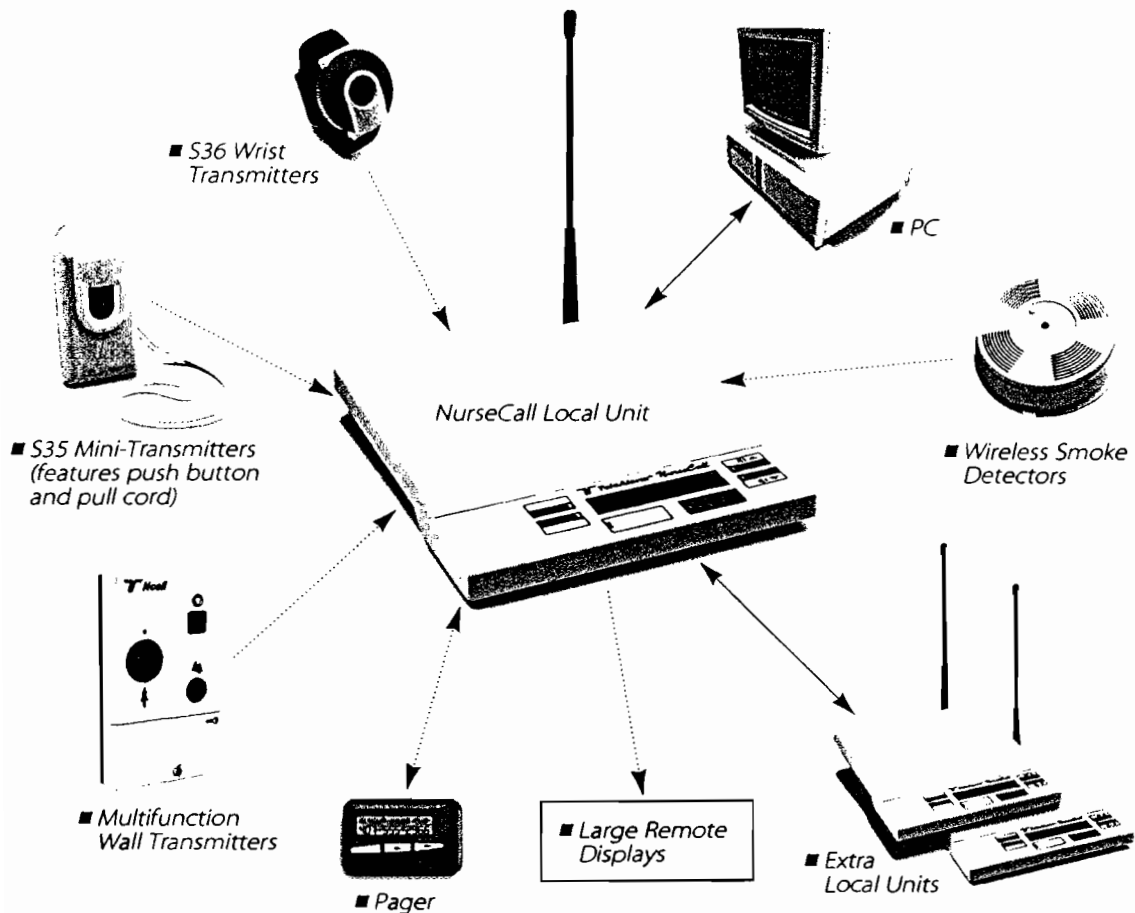 ■ S36 Wrist
Transmitters
■ PC
NurseCall Local Unit
■ S35 Mini-Transmitters
(features push button
and pull cord)
■ Wireless Smoke
Detectors
■ Multifunction
Wall Transmitters
■ Pager
■ Large Remote
Displays
■ Extra
Local Units